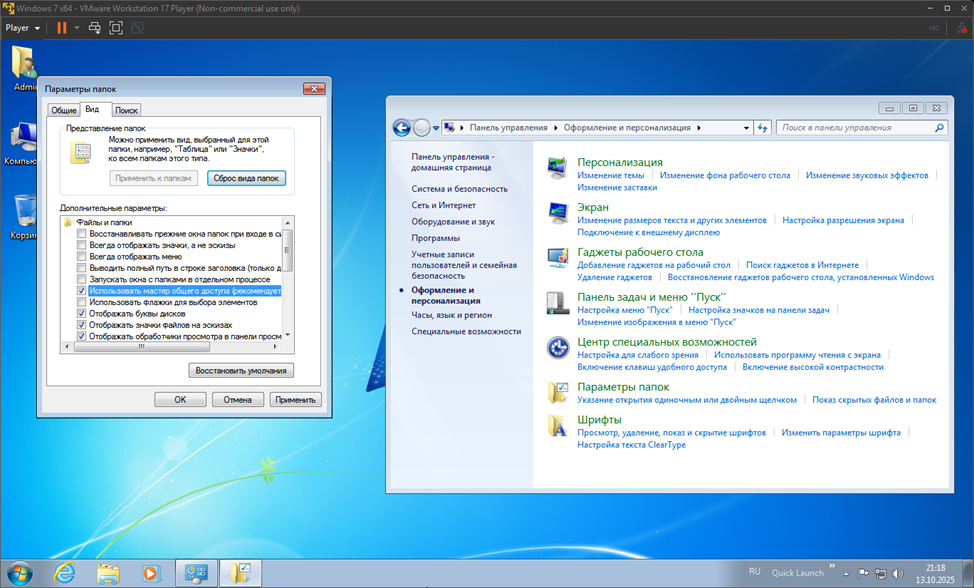 Windows 7 x64 - VMware Workstation 17 Player (Non-commercial use only)
Player
Admin
Корзин
Параметры папок
Общие Вид Поиск
Представление папок
Можно применить вид, выбранный для этой
папки, например, "Таблица" или "Значки",
ко всем папкам этого типа.
Применить к папкам Сброс вида папок
Дополнительные параметры:
Файлы и папки
Восстанавливать прежние окна папок при входе в си
Всегда отображать значки, а не эскизы
Всегда отображать меню
Выводить полный путь в строке заголовка (только д
Запускать окна с папками в отдельном процессе
Использовать мастер общего доступа (рекомендует
Использовать флажки для выбора элементов
Отображать буквы дисков
Отображать значки файлов на эскизах
Отображать обработчики просмотра в панели просм
Восстановить умолчания
ОК Отмена Применить
Панель управления Оформление и персонализация
Поиск в панели управления
Панель управления -
домашняя страница
Система и безопасность
Сеть и Интернет
Оборудование и звук
Программы
Учетные записи
пользователей и семейная
безопасность
Оформление и
персонализация
Часы, язык и регион
Специальные возможности
Персонализация
Изменение темы Изменение фона рабочего стола Изменение звуковых эффектов
Изменение заставки
Экран
Изменение размеров текста и других элементов Настройка разрешения экрана
Подключение к внешнему дисплею
Гаджеты рабочего стола
Добавление гаджетов на рабочий стол Поиск гаджетов в Интернете
Удаление гаджетов Восстановление гаджетов рабочего стола, установленных Windows
Панель задач и меню ''Пуск''
Настройка меню "Пуск" Настройка значков на панели задач
Изменение изображения в меню "Пуск"
Центр специальных возможностей
Настройка для слабого зрения Использовать программу чтения с экрана
Включение клавиш удобного доступа Включение высокой контрастности
Параметры папок
Указание открытия одиночным или двойным щелчком Показ скрытых файлов и папок
Шрифты
Просмотр, удаление, показ и скрытие шрифтов Изменить параметры шрифта
Настройка текста ClearType
RU Quick Launch
21:18
13.10.2025